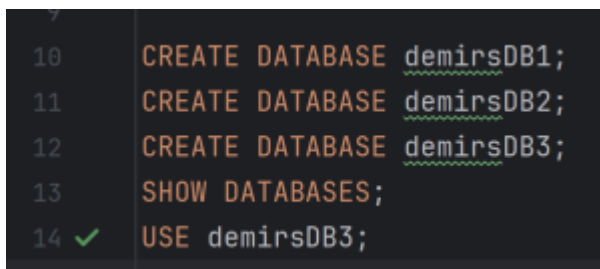 10 CREATE DATABASE demirsDB1;
11 CREATE DATABASE demirsDB2;
12 CREATE DATABASE demirsDB3;
13 SHOW DATABASES;
14 USE demirsDB3;